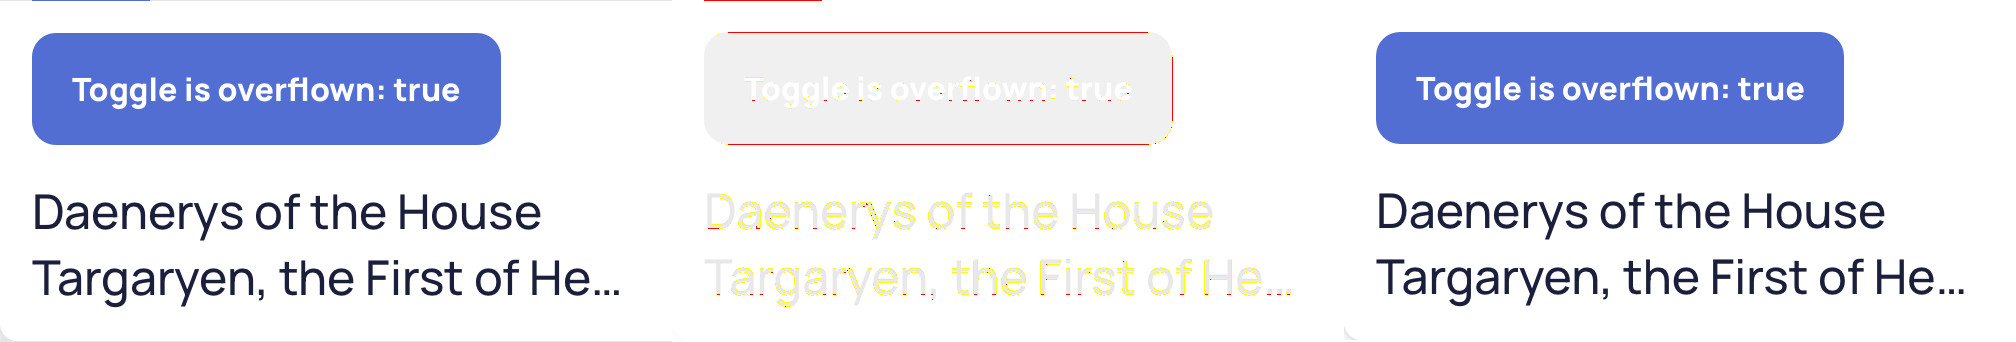 Toggle is overflown: true
Daenerys of the House
Targaryen, the First of He...
Toggle is overflown: true
Daenerys of the House
Targaryen, the First of He...
Toggle is overflown: true
Daenerys of the House
Targaryen, the First of He...